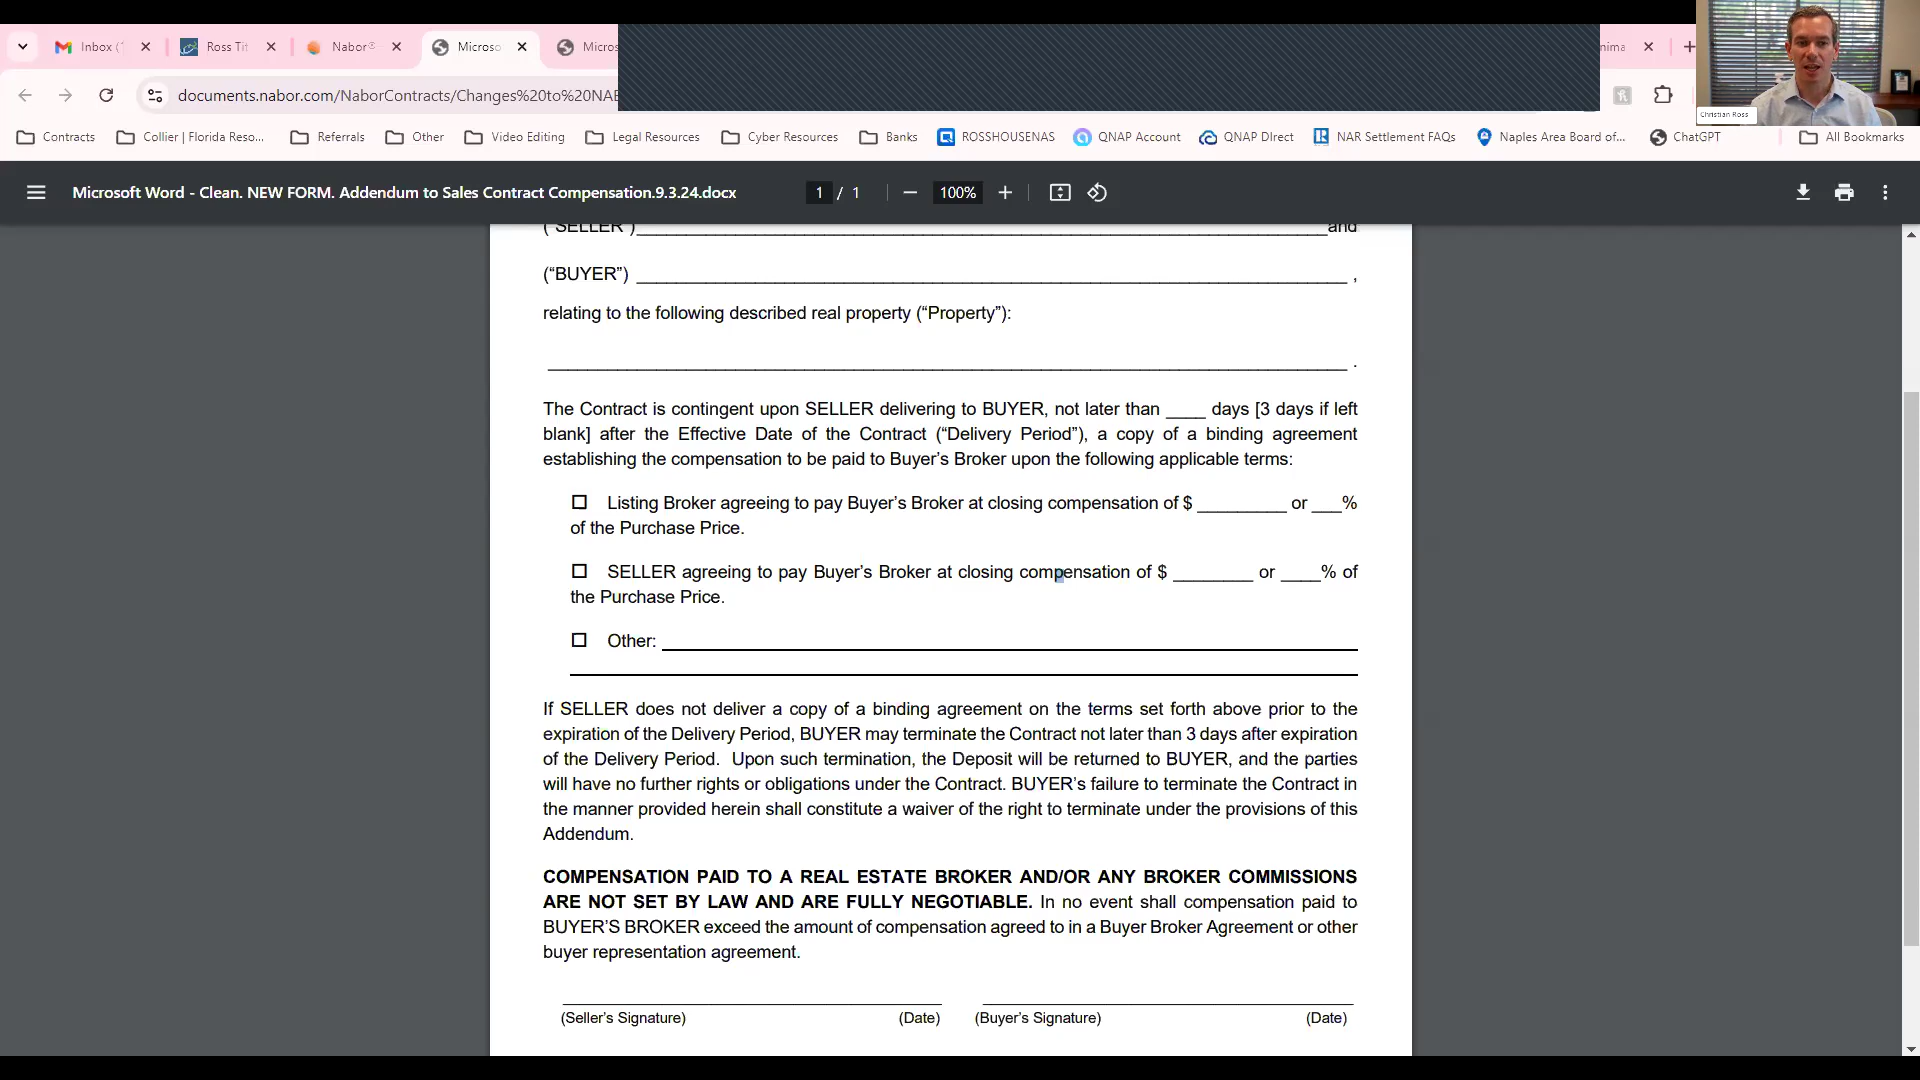 Inbox (
Ross Tit
Nabor®
Microso
Micros
nima
documents.nabor.com/NaborContracts/Changes%20to%20NAB
Christian Ross
Contracts
Collier | Florida Reso...
Referrals
Other
Video Editing
Legal Resources
Cyber Resources
Banks
ROSSHOUSENAS
QNAP Account
QNAP DIrect
NAR Settlement FAQs
Naples Area Board of...
ChatGPT
All Bookmarks
Microsoft Word - Clean. NEW FORM. Addendum to Sales Contract Compensation.9.3.24.docx
1 / 1
100%
("SELLER") and
(“BUYER”) ,
relating to the following described real property (“Property”):
.
The Contract is contingent upon SELLER delivering to BUYER, not later than ____ days [3 days if left
blank] after the Effective Date of the Contract (“Delivery Period”), a copy of a binding agreement
establishing the compensation to be paid to Buyer’s Broker upon the following applicable terms:
☐ Listing Broker agreeing to pay Buyer’s Broker at closing compensation of $ _________ or ___%
of the Purchase Price.
☐ SELLER agreeing to pay Buyer’s Broker at closing compensation of $ ________ or ____% of
the Purchase Price.
☐ Other:
If SELLER does not deliver a copy of a binding agreement on the terms set forth above prior to the
expiration of the Delivery Period, BUYER may terminate the Contract not later than 3 days after expiration
of the Delivery Period. Upon such termination, the Deposit will be returned to BUYER, and the parties
will have no further rights or obligations under the Contract. BUYER’s failure to terminate the Contract in
the manner provided herein shall constitute a waiver of the right to terminate under the provisions of this
Addendum.
COMPENSATION PAID TO A REAL ESTATE BROKER AND/OR ANY BROKER COMMISSIONS
ARE NOT SET BY LAW AND ARE FULLY NEGOTIABLE. In no event shall compensation paid to
BUYER’S BROKER exceed the amount of compensation agreed to in a Buyer Broker Agreement or other
buyer representation agreement.
(Seller’s Signature) (Date) (Buyer’s Signature) (Date)